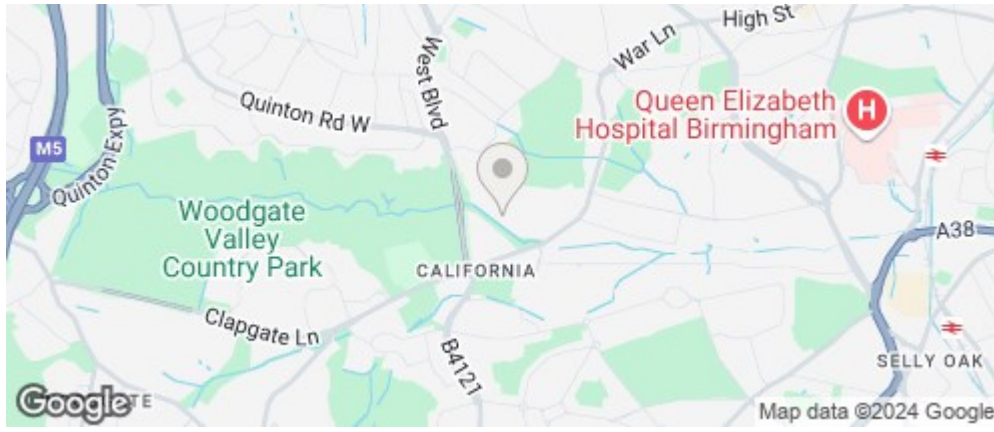 High St
War Ln
West Blvd
Queen Elizabeth
Hospital Birmingham
H
Quinton Rd W
M5
Quinton Expy
Woodgate
Valley
Country Park
A38
CALIFORNIA
Clapgate Ln
B4121
SELLY OAK
Google
Map data ©2024 Google